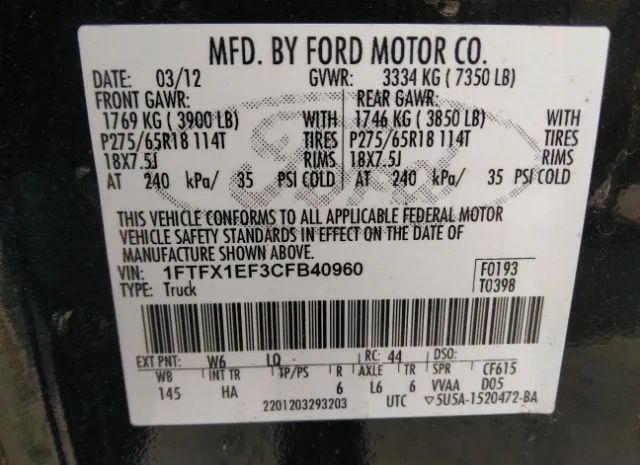 MFD. BY FORD MOTOR CO.
DATE: 03/12 GVWR: 3334 KG ( 7350 LB)
FRONT GAWR: REAR GAWR:
1769 KG ( 3900 LB) WITH 1746 KG ( 3850 LB) WITH
P275/65R18 114T TIRES P275/65R18 114T TIRES
18X7.5J RIMS 18X7.5J RIMS
AT 240 kPa/ 35 PSI COLD AT 240 kPa/ 35 PSI COLD
THIS VEHICLE CONFORMS TO ALL APPLICABLE FEDERAL MOTOR
VEHICLE SAFETY STANDARDS IN EFFECT ON THE DATE OF
MANUFACTURE SHOWN ABOVE.
VIN: 1FTFX1EF3CFB40960 F0193
TYPE: Truck T0398
EXT PNT: W6 LQ RC: 44 DSO:
WB INT TR TP/PS R AXLE TR SPR CF615
145 HA 6 L6 6 VVAA D05
2201203293203 UTC ▽5U5A-1520472-BA
Ford